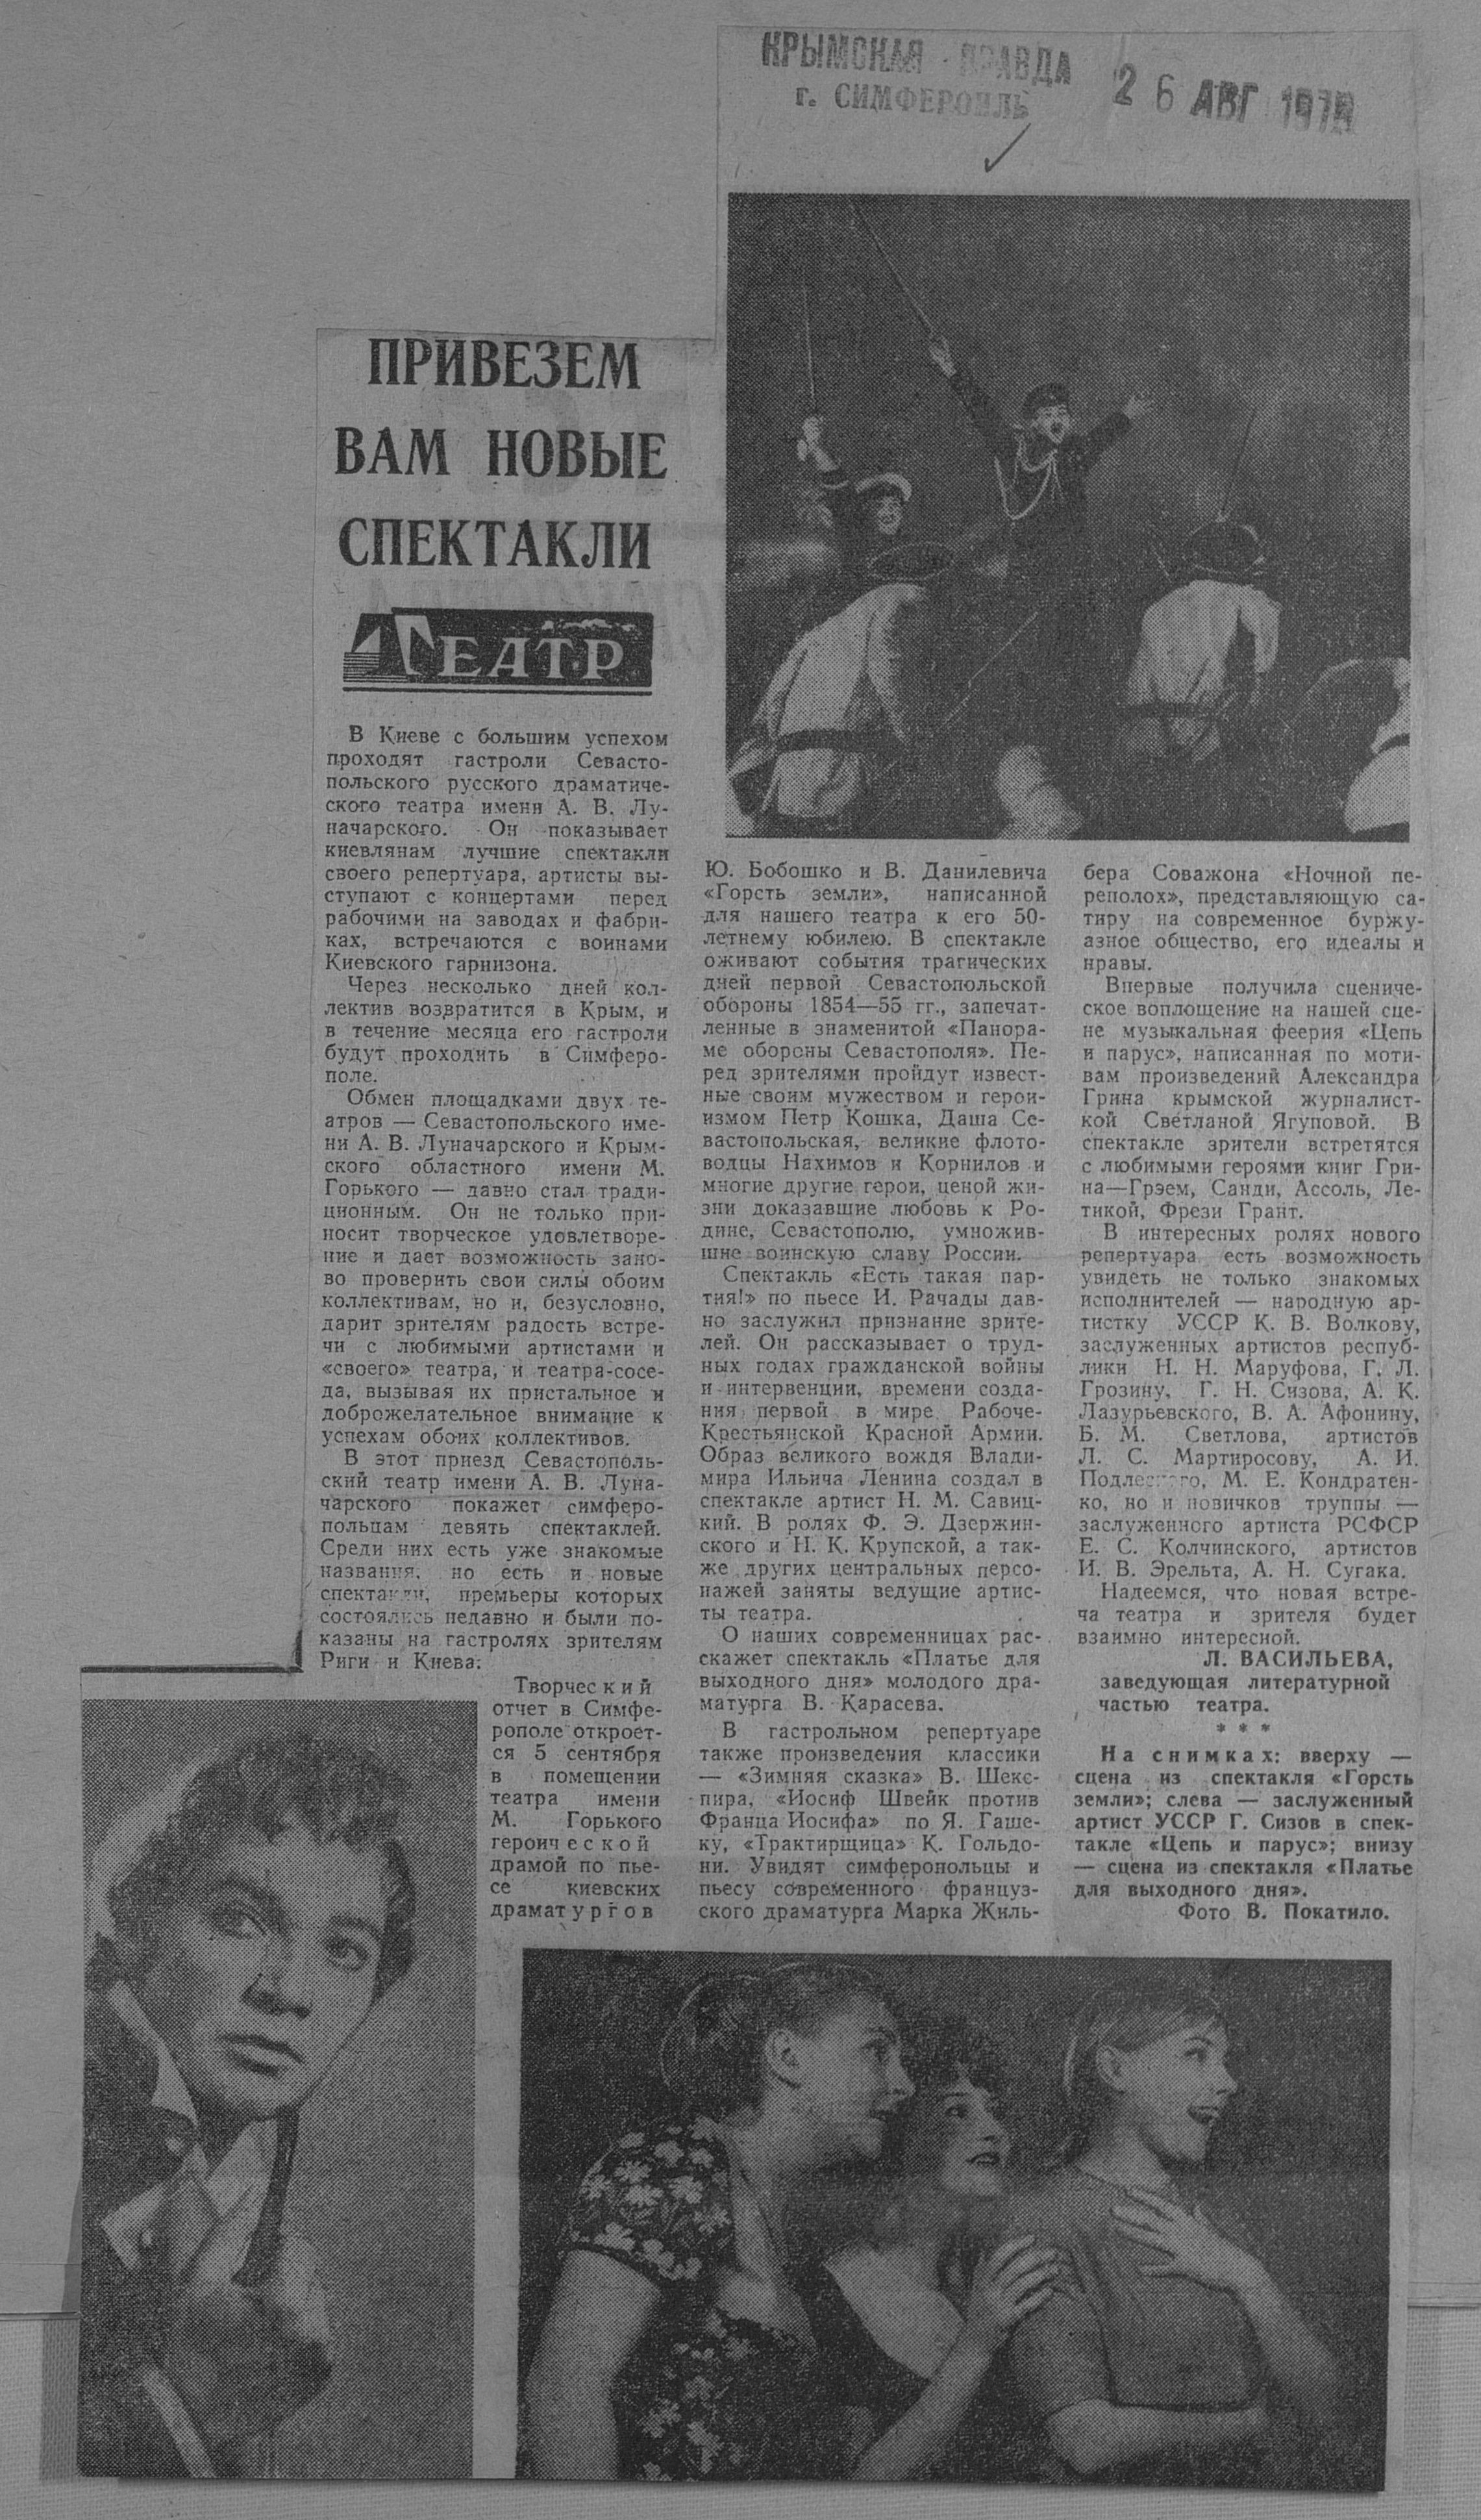 КРЫМСКАЯ ПРАВДА
г. СИМФЕРОПОЛЬ
26 АВГ
ПРИВЕЗЕМ
ВАМ НОВЫЕ
СПЕКТАКЛИ
ТЕАТР
В Киеве с большим успехом
проходят гастроли Севасто-
польского русского драматиче-
ского театра имени А. В. Лу-
начарского. Он показывает
киевлянам лучшие спектакли
своего репертуара, артисты вы-
ступают с концертами перед
рабочими на заводах и фабри-
ках, встречаются с воинами
Киевского гарнизона.
Через несколько дней кол-
лектив возвратится в Крым, и
в течение месяца его гастроли
будут проходить в Симферо-
поле.
Обмен площадками двух те-
атров — Севастопольского име-
ни А. В. Луначарского и Крым-
ского областного имени М.
Горького — давно стал тради-
ционным. Он не только при-
носит творческое удовлетворе-
ние и дает возможность зано-
во проверить свои силы обоим
коллективам, но и, безусловно,
дарит зрителям радость встре-
чи с любимыми артистами и
«своего» театра, и театра-сосе-
да, вызывая их пристальное и
доброжелательное внимание к
успехам обоих коллективов.
В этот приезд Севастополь-
ский театр имени А. В. Луна-
чарского покажет симферо-
польцам девять спектаклей.
Среди них есть уже знакомые
названия, но есть и новые
спектакли, премьеры которых
состоялись недавно и были по-
казаны на гастролях зрителям
Риги и Киева.
Творческий
отчет в Симфе-
рополе откроет-
ся 5 сентября
в помещении
театра имени
М. Горького
героической
драмой по пье-
се киевских
драматургов
Ю. Бобошко и В. Данилевича
«Горсть земли», написанной
для нашего театра к его 50-
летнему юбилею. В спектакле
оживают события трагических
дней первой Севастопольской
обороны 1854—55 гг., запечат-
ленные в знаменитой «Панора-
ме обороны Севастополя». Пе-
ред зрителями пройдут извест-
ные своим мужеством и герои-
измом Петр Кошка, Даша Се-
вастопольская, великие флото-
водцы Нахимов и Корнилов и
многие другие герои, ценой жи-
зни доказавшие любовь к Ро-
дине, Севастополю, умножив-
шие воинскую славу России.
Спектакль «Есть такая пар-
тия!» по пьесе И. Рачады дав-
но заслужил признание зрите-
лей. Он рассказывает о труд-
ных годах гражданской войны
и интервенции, времени созда-
ния первой в мире Рабоче-
Крестьянской Красной Армии.
Образ великого вождя Влади-
мира Ильича Ленина создал в
спектакле артист Н. М. Савиц-
кий. В ролях Ф. Э. Дзержин-
ского и Н. К. Крупской, а так-
же других центральных персо-
нажей заняты ведущие артис-
ты театра.
О наших современницах рас-
скажет спектакль «Платье для
выходного дня» молодого дра-
матурга В. Карасева.
В гастрольном репертуаре
также произведения классики
— «Зимняя сказка» В. Шекс-
пира, «Иосиф Швейк против
Франца Иосифа» по Я. Гаше-
ку, «Трактирщица» К. Гольдо-
ни. Увидят симферопольцы и
пьесу современного француз-
ского драматурга Марка Жиль-
бера Соважона «Ночной пе-
реполох», представляющую са-
тиру на современное буржу-
азное общество, его идеалы и
нравы.
Впервые получила сцениче-
ское воплощение на нашей сце-
не музыкальная феерия «Цепь
и парус», написанная по моти-
вам произведений Александра
Грина крымской журналист-
кой Светланой Ягуповой. В
спектакле зрители встретятся
с любимыми героями книг Гри-
на—Грэем, Санди, Ассоль, Ле-
тикой, Фрези Грант.
В интересных ролях нового
репертуара есть возможность
увидеть не только знакомых
исполнителей — народную ар-
тистку УССР К. В. Волкову,
заслуженных артистов респуб-
лики Н. Н. Маруфова, Г. Л.
Грозину, Г. Н. Сизова, А. К.
Лазурьевского, В. А. Афонину,
Б. М. Светлова, артистов
Л. С. Мартиросову, А. И.
Подлесного, М. Е. Кондратен-
ко, но и новичков труппы —
заслуженного артиста РСФСР
Е. С. Колчинского, артистов
И. В. Эрельта, А. Н. Сугака.
Надеемся, что новая встре-
ча театра и зрителя будет
взаимно интересной.
Л. ВАСИЛЬЕВА,
заведующая литературной
частью театра.
* * *
На снимках: вверху —
сцена из спектакля «Горсть
земли»; слева — заслуженный
артист УССР Г. Сизов в спек-
такле «Цепь и парус»; внизу
— сцена из спектакля «Платье
для выходного дня».
Фото В. Покатило.